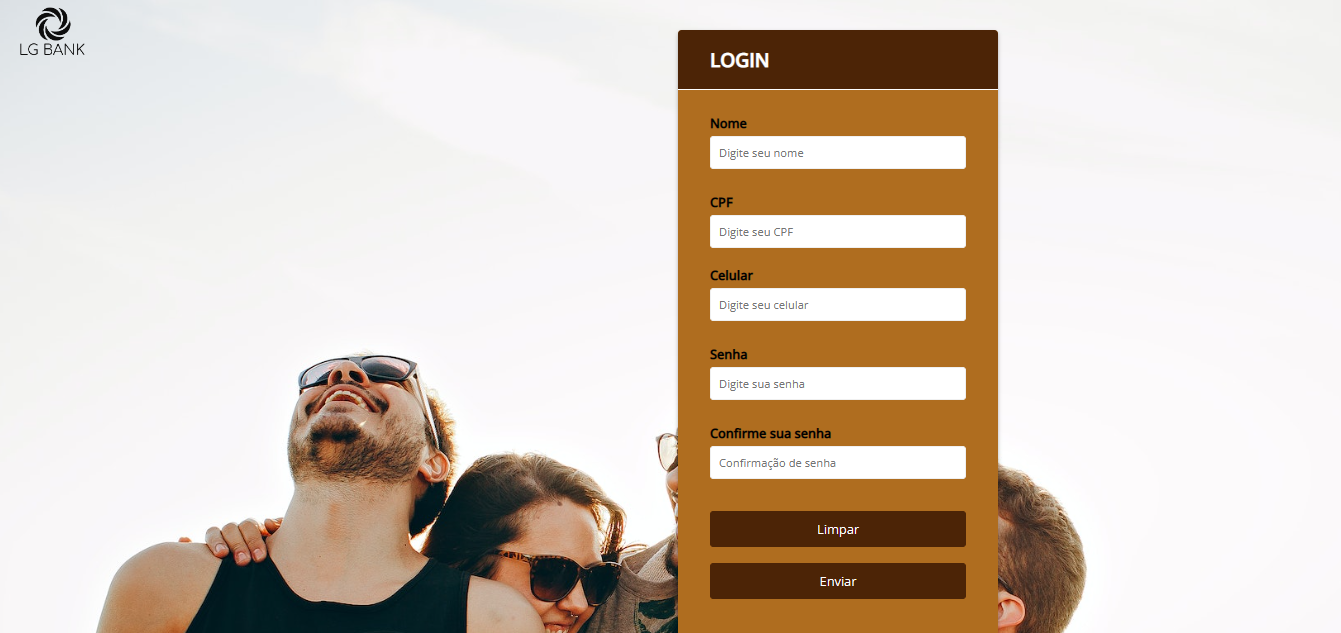 LG BANK
LOGIN
Nome
Digite seu nome
CPF
Digite seu CPF
Celular
Digite seu celular
Senha
Digite sua senha
Confirme sua senha
Confirmação de senha
Limpar
Enviar